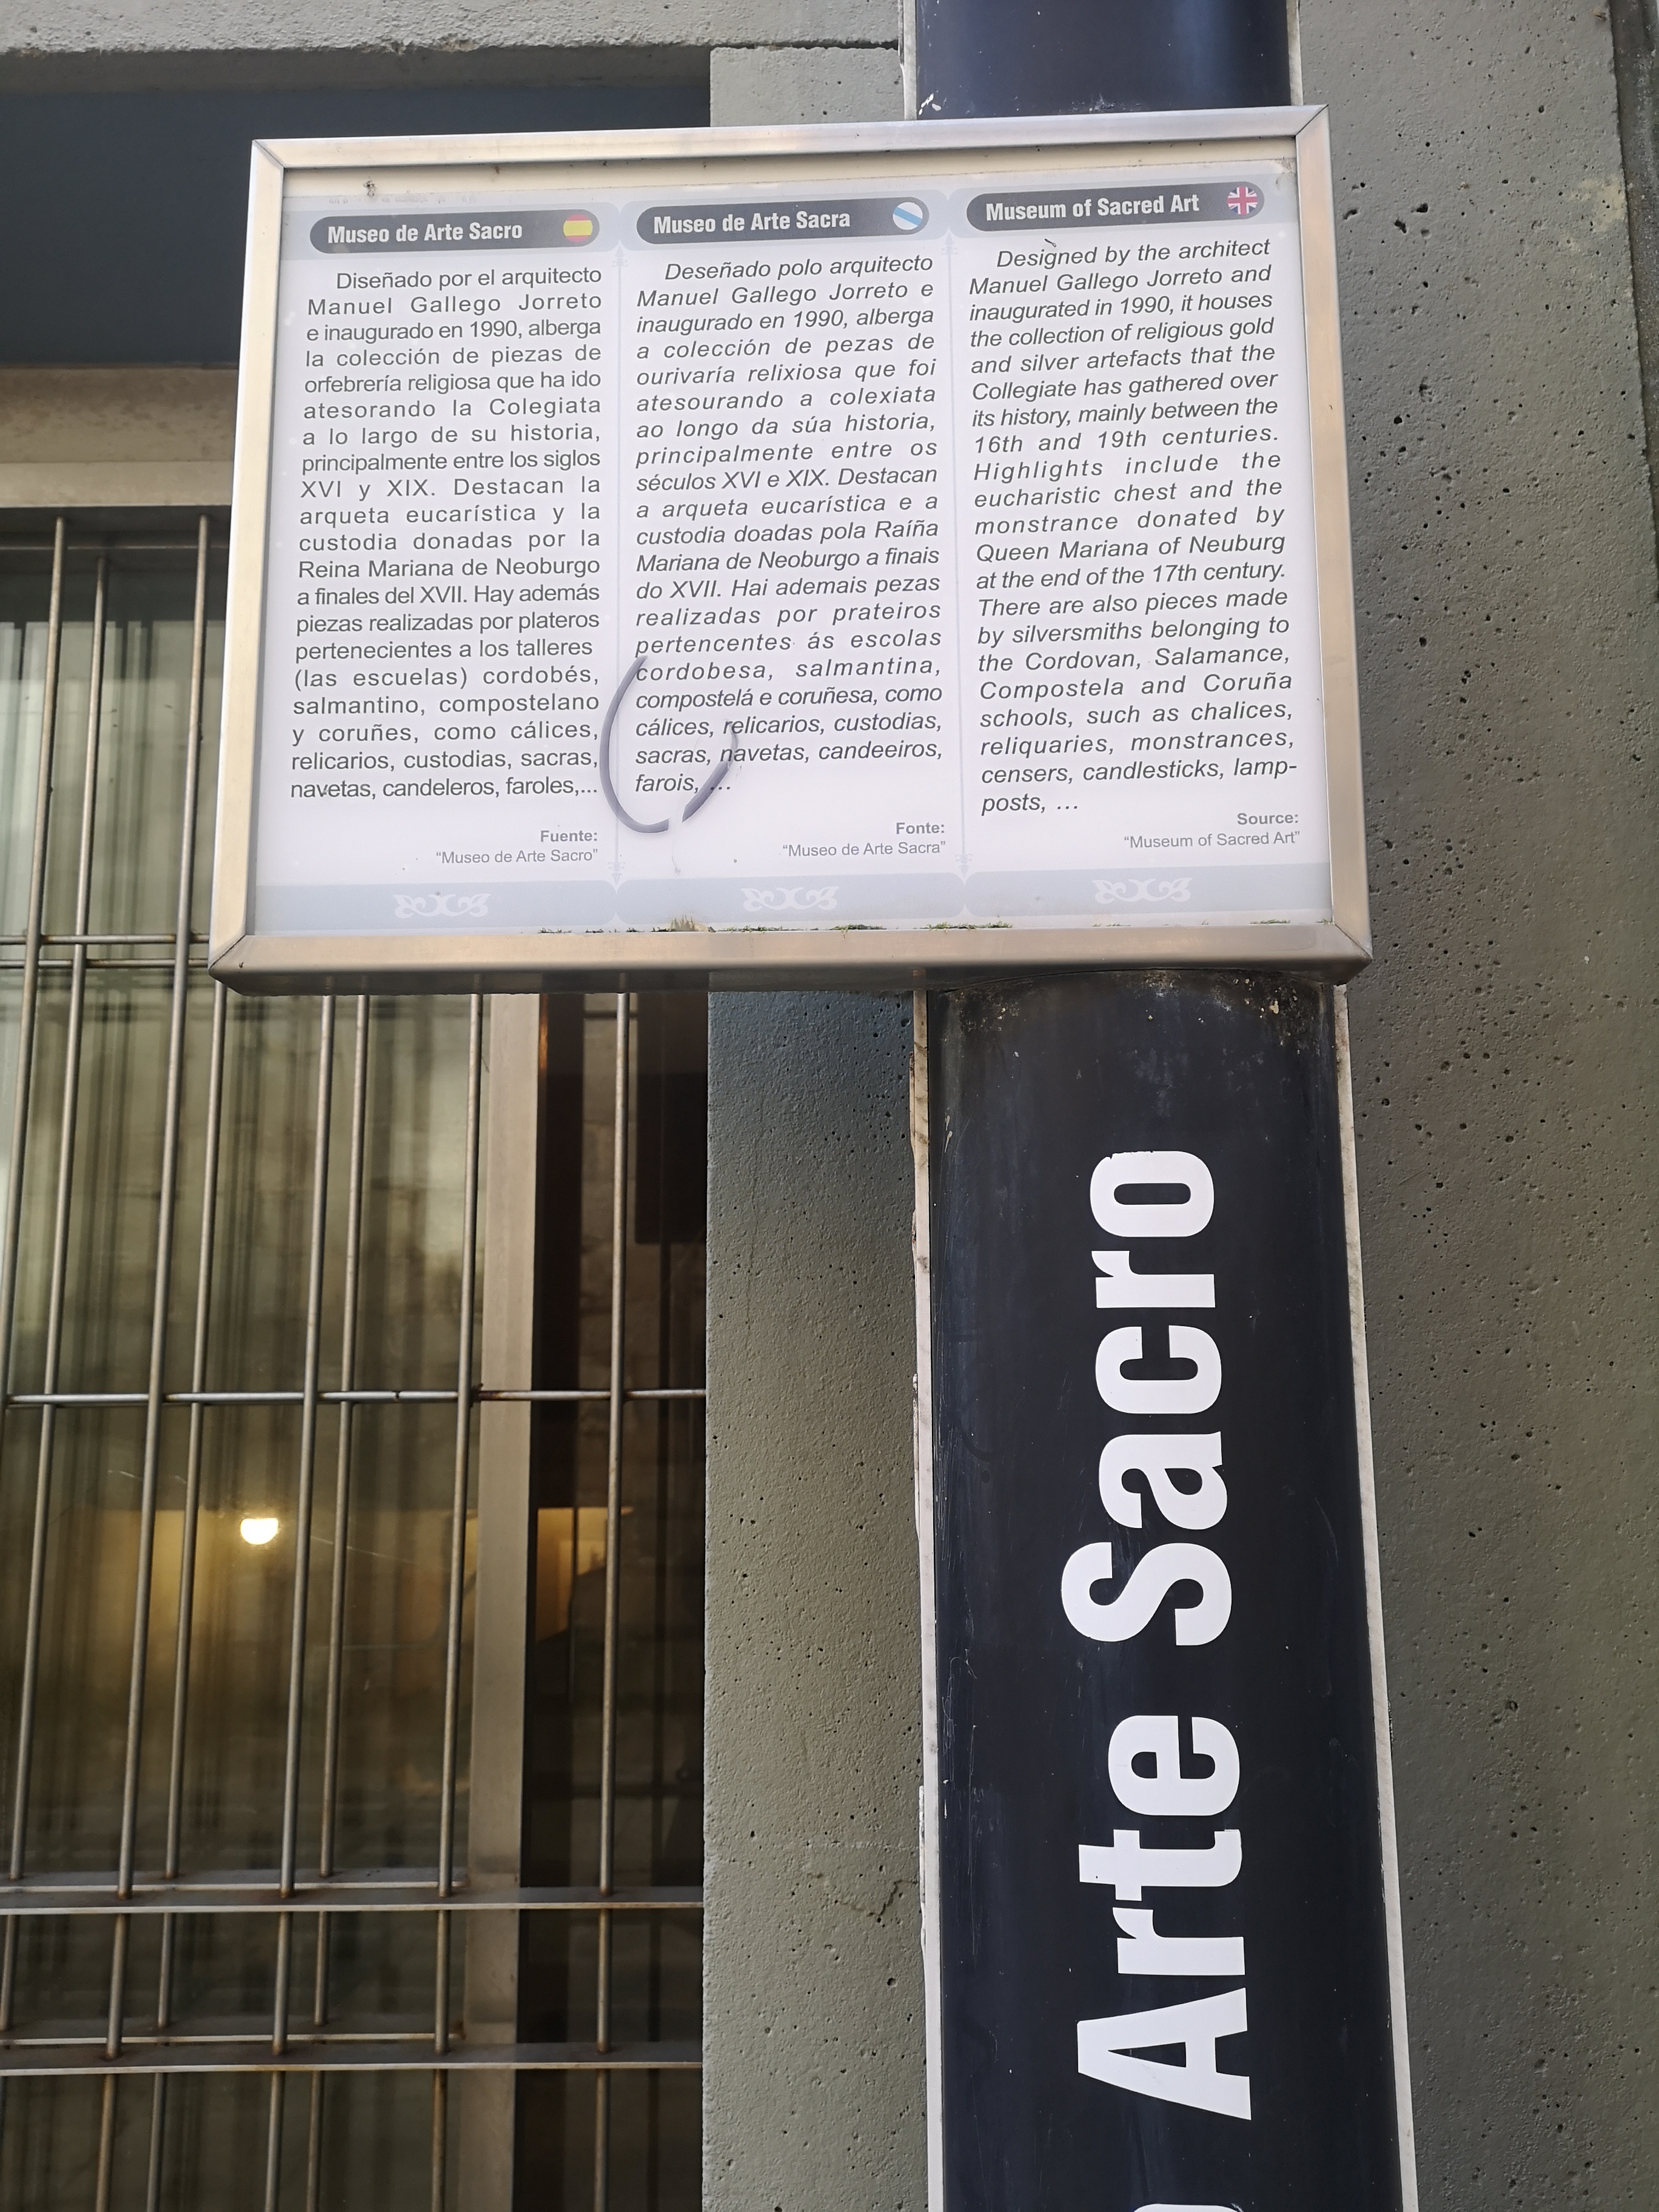 Museo de Arte Sacro
Diseñado por el arquitecto
Manuel Gallego Jorreto
e inaugurado en 1990, alberga
la colección de piezas de
orfebrería religiosa que ha ido
atesorando la Colegiata
a lo largo de su historia,
principalmente entre los siglos
XVI y XIX. Destacan la
arqueta eucarística y la
custodia donadas por la
Reina Mariana de Neoburgo
a finales del XVII. Hay además
piezas realizadas por plateros
pertenecientes a los talleres
(las escuelas) cordobés,
salmantino, compostelano
y coruñes, como cálices,
relicarios, custodias, sacras,
navetas, candeleros, faroles,...
Fuente:
“Museo de Arte Sacro”
Museo de Arte Sacra
Deseñado polo arquitecto
Manuel Gallego Jorreto e
inaugurado en 1990, alberga
a colección de pezas de
ourivaría relixiosa que foi
atesourando a colexiata
ao longo da súa historia,
principalmente entre os
séculos XVI e XIX. Destacan
a arqueta eucarística e a
custodia doadas pola Raíña
Mariana de Neoburgo a finais
do XVII. Hai ademais pezas
realizadas por prateiros
pertencentes ás escolas
cordobesa, salmantina,
compostelá e coruñesa, como
cálices, relicarios, custodias,
sacras, navetas, candeeiros,
farois, ...
Fonte:
“Museo de Arte Sacra”
Museum of Sacred Art
Designed by the architect
Manuel Gallego Jorreto and
inaugurated in 1990, it houses
the collection of religious gold
and silver artefacts that the
Collegiate has gathered over
its history, mainly between the
16th and 19th centuries.
Highlights include the
eucharistic chest and the
monstrance donated by
Queen Mariana of Neuburg
at the end of the 17th century.
There are also pieces made
by silversmiths belonging to
the Cordovan, Salamance,
Compostela and Coruña
schools, such as chalices,
reliquaries, monstrances,
censers, candlesticks, lamp-
posts, ...
Source:
“Museum of Sacred Art”
Arte Sacro